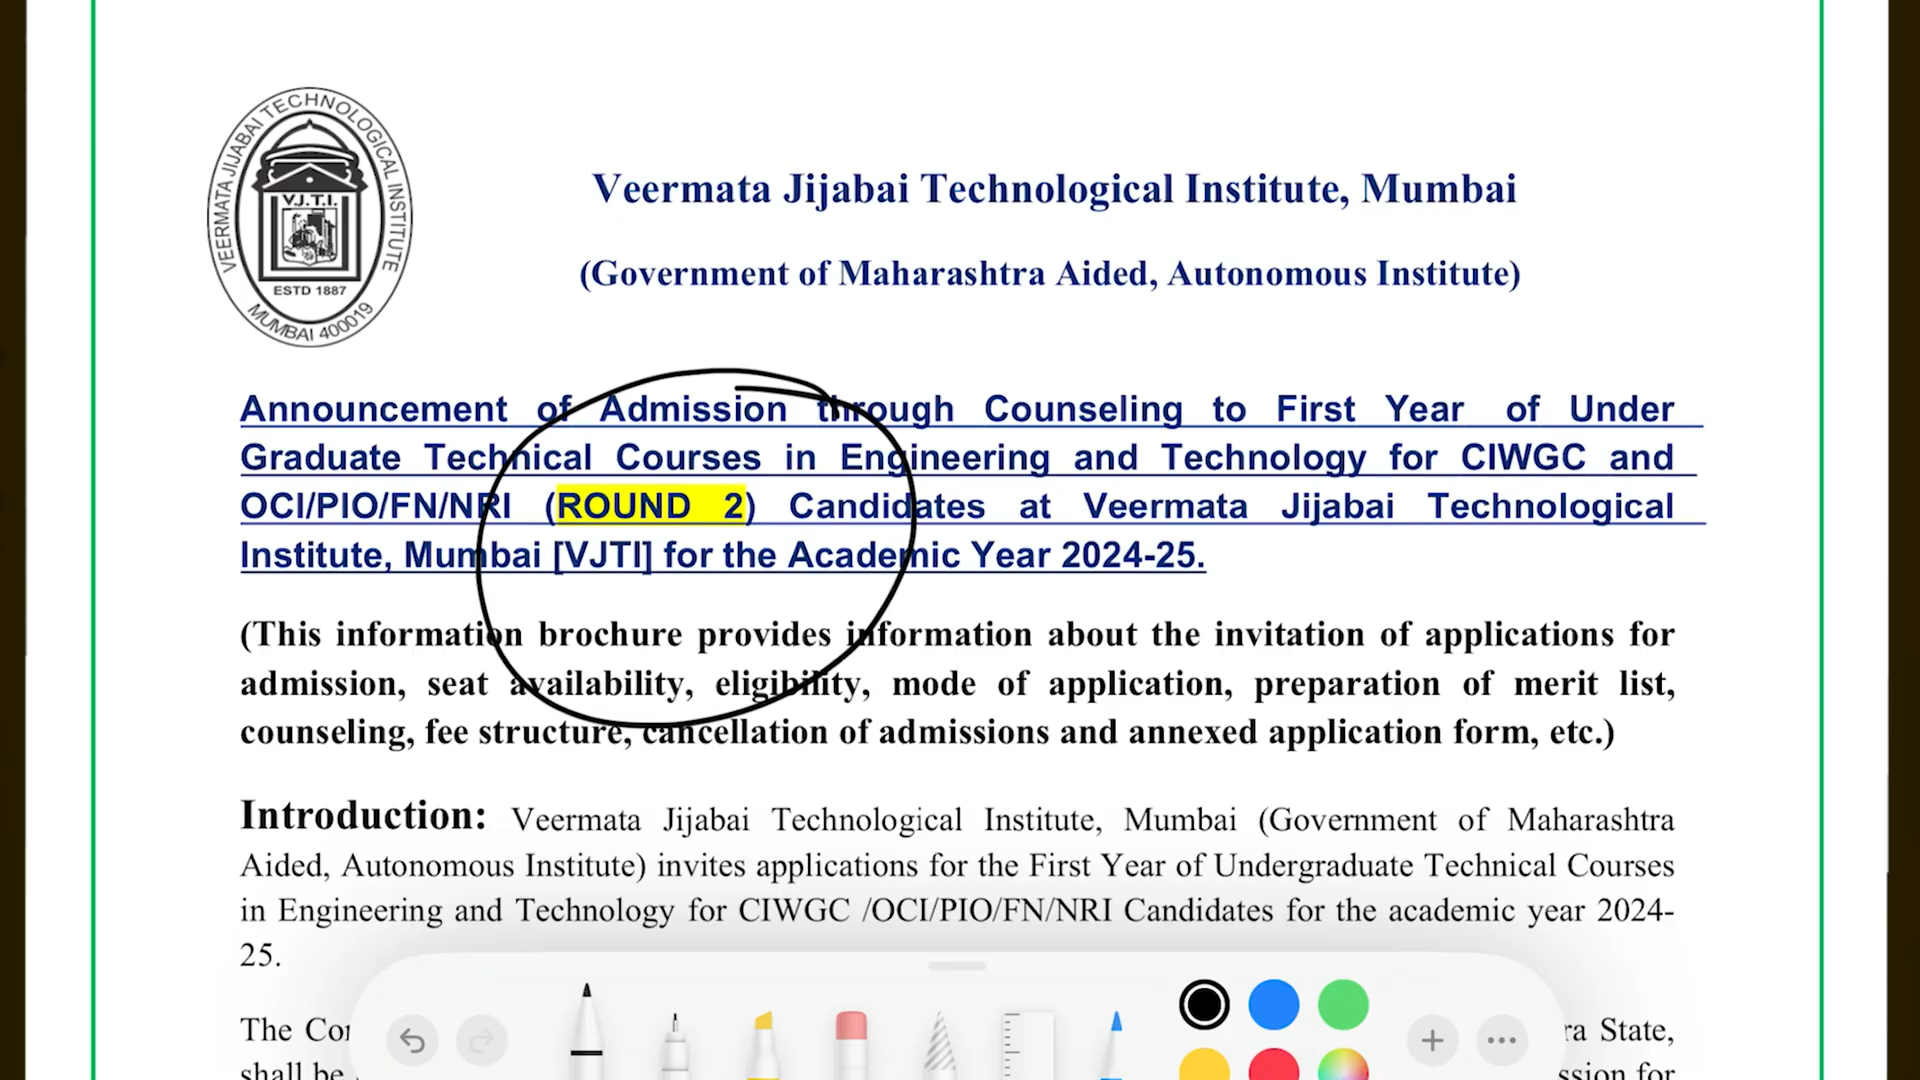 VEERMATA JIJABAI TECHNOLOGICAL INSTITUTE
V.J.T.I.
ESTD 1887
MUMBAI 400019
Veermata Jijabai Technological Institute, Mumbai
(Government of Maharashtra Aided, Autonomous Institute)
Announcement of Admission through Counseling to First Year of Under
Graduate Technical Courses in Engineering and Technology for CIWGC and
OCI/PIO/FN/NRI (ROUND 2) Candidates at Veermata Jijabai Technological
Institute, Mumbai [VJTI] for the Academic Year 2024-25.
(This information brochure provides information about the invitation of applications for
admission, seat availability, eligibility, mode of application, preparation of merit list,
counseling, fee structure, cancellation of admissions and annexed application form, etc.)
Introduction: Veermata Jijabai Technological Institute, Mumbai (Government of Maharashtra
Aided, Autonomous Institute) invites applications for the First Year of Undergraduate Technical Courses
in Engineering and Technology for CIWGC /OCI/PIO/FN/NRI Candidates for the academic year 2024-
25.
The State,
shall be for